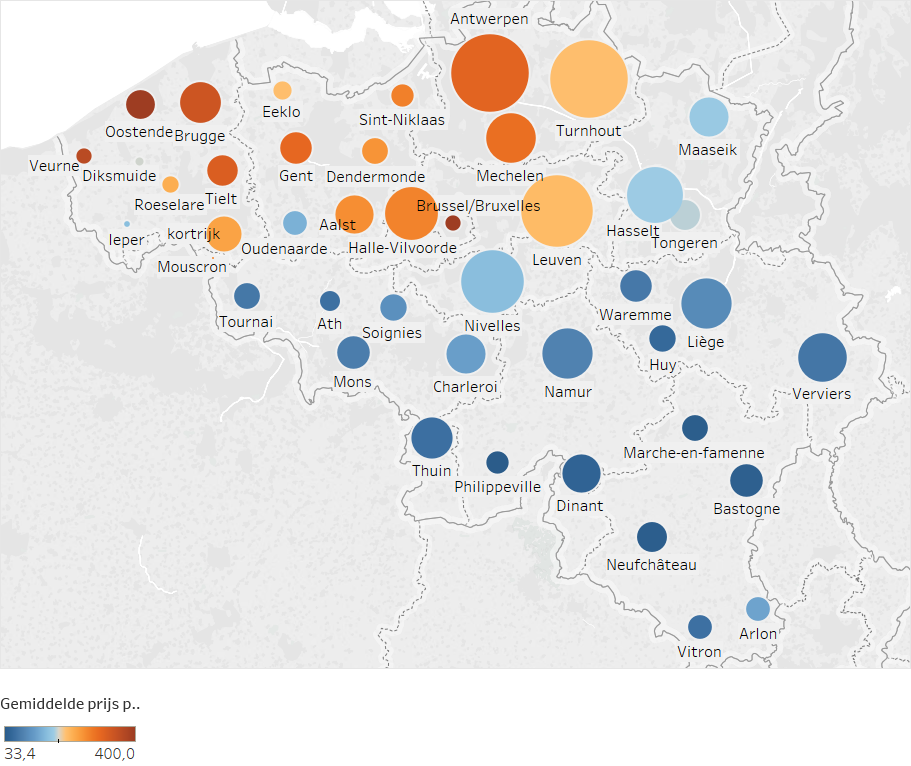 Antwerpen
Eeklo
Sint-Niklaas
Oostende
Brugge
Turnhout
Maaseik
Veurne
Diksmuide
Gent
Dendermonde
Mechelen
Roeselare
Tielt
Brussel/Bruxelles
Ieper
kortrijk
Aalst
Hasselt
Oudenaarde
Halle-Vilvoorde
Tongeren
Mouscron
Leuven
Tournai
Ath
Soignies
Nivelles
Waremme
Liège
Mons
Charleroi
Namur
Huy
Verviers
Thuin
Marche-en-famenne
Philippeville
Dinant
Bastogne
Neufchâteau
Arlon
Vitron
Gemiddelde prijs p..
33,4 400,0